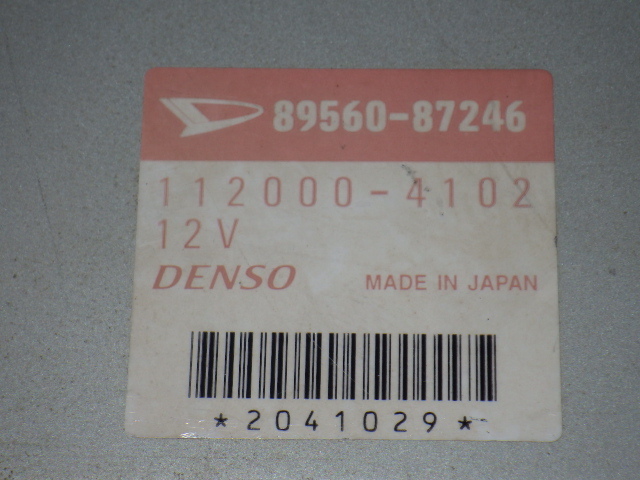 89560-87246
112000-4102
12V
DENSO MADE IN JAPAN
*2041029*